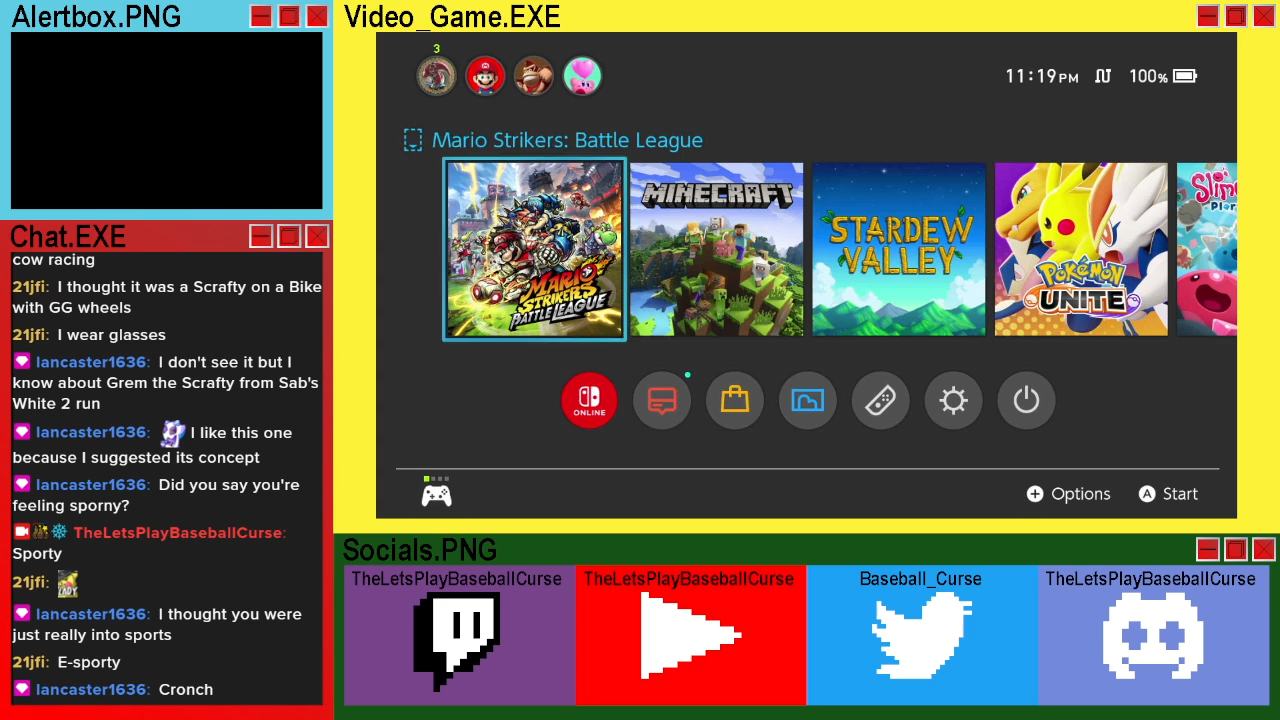 Alertbox.PNG
Video_Game.EXE
3
11:19PM
100%
Mario Strikers: Battle League
MARIO
STRIKERS
BATTLE LEAGUE
MINECRAFT
STARDEW
VALLEY
POKÉMON
UNITE
ONLINE
Options
Start
Chat.EXE
cow racing
21jfi: I thought it was a Scrafty on a Bike
with GG wheels
21jfi: I wear glasses
lancaster1636: I don't see it but I
know about Grem the Scrafty from Sab's
White 2 run
lancaster1636: I like this one
because I suggested its concept
lancaster1636: Did you say you're
feeling sporny?
TheLetsPlayBaseballCurse:
Sporty
21jfi:
lancaster1636: I thought you were
just really into sports
21jfi: E-sporty
lancaster1636: Cronch
Socials.PNG
TheLetsPlayBaseballCurse
TheLetsPlayBaseballCurse
Baseball_Curse
TheLetsPlayBaseballCurse